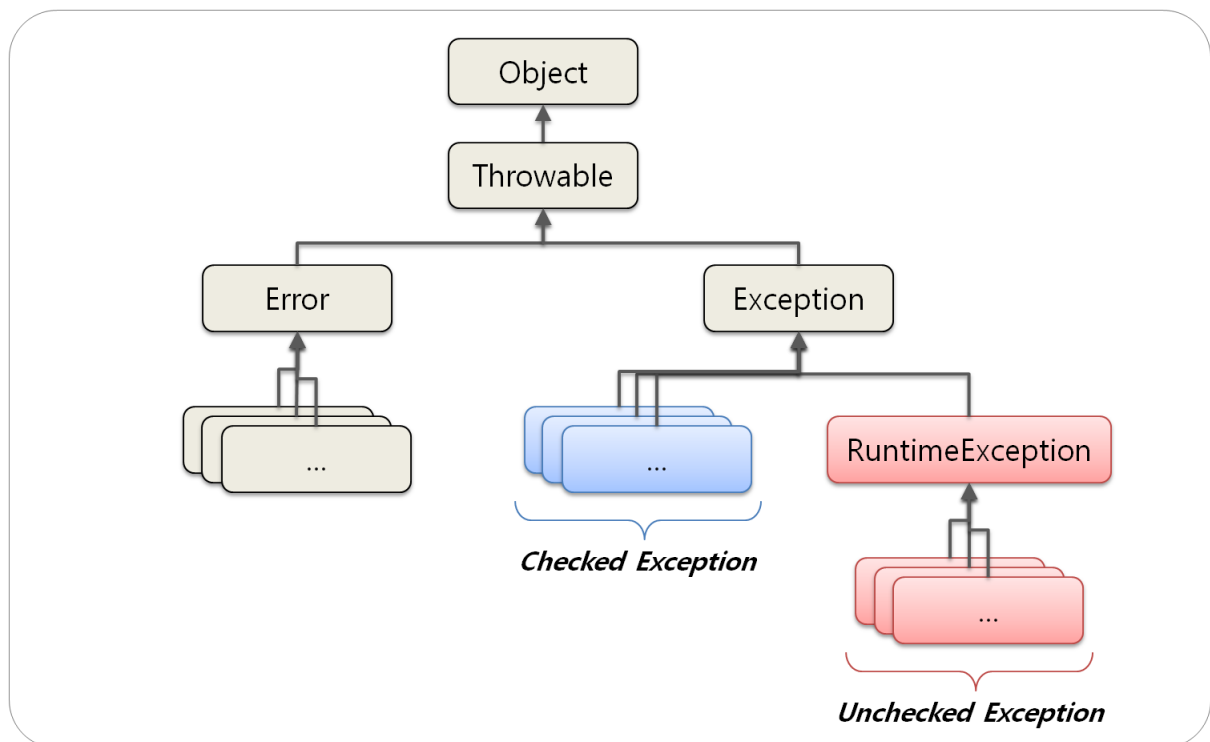 Object
Throwable
Error
Exception
...
...
RuntimeException
Checked Exception
...
Unchecked Exception